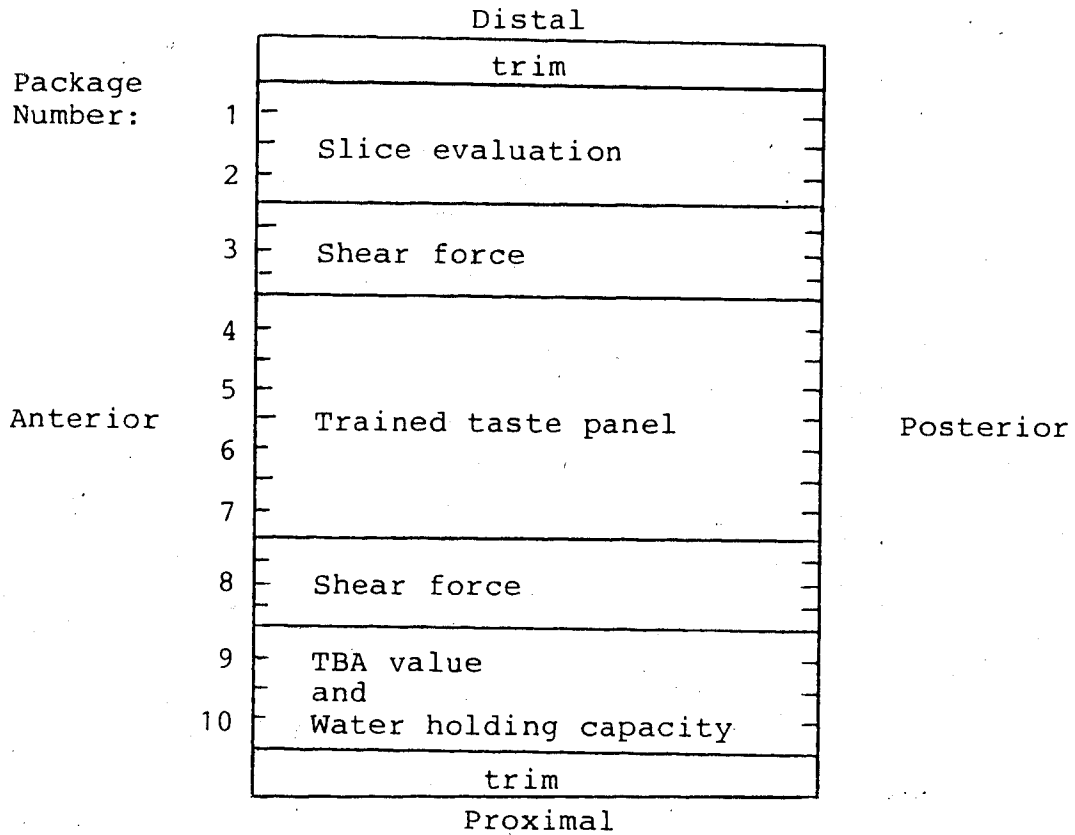 Distal
trim
Package
Number:
1
Slice evaluation
2
3
Shear force
4
5
Anterior
Trained taste panel
Posterior
6
7
8
Shear force
9
TBA value
and
10
Water holding capacity
trim
Proximal